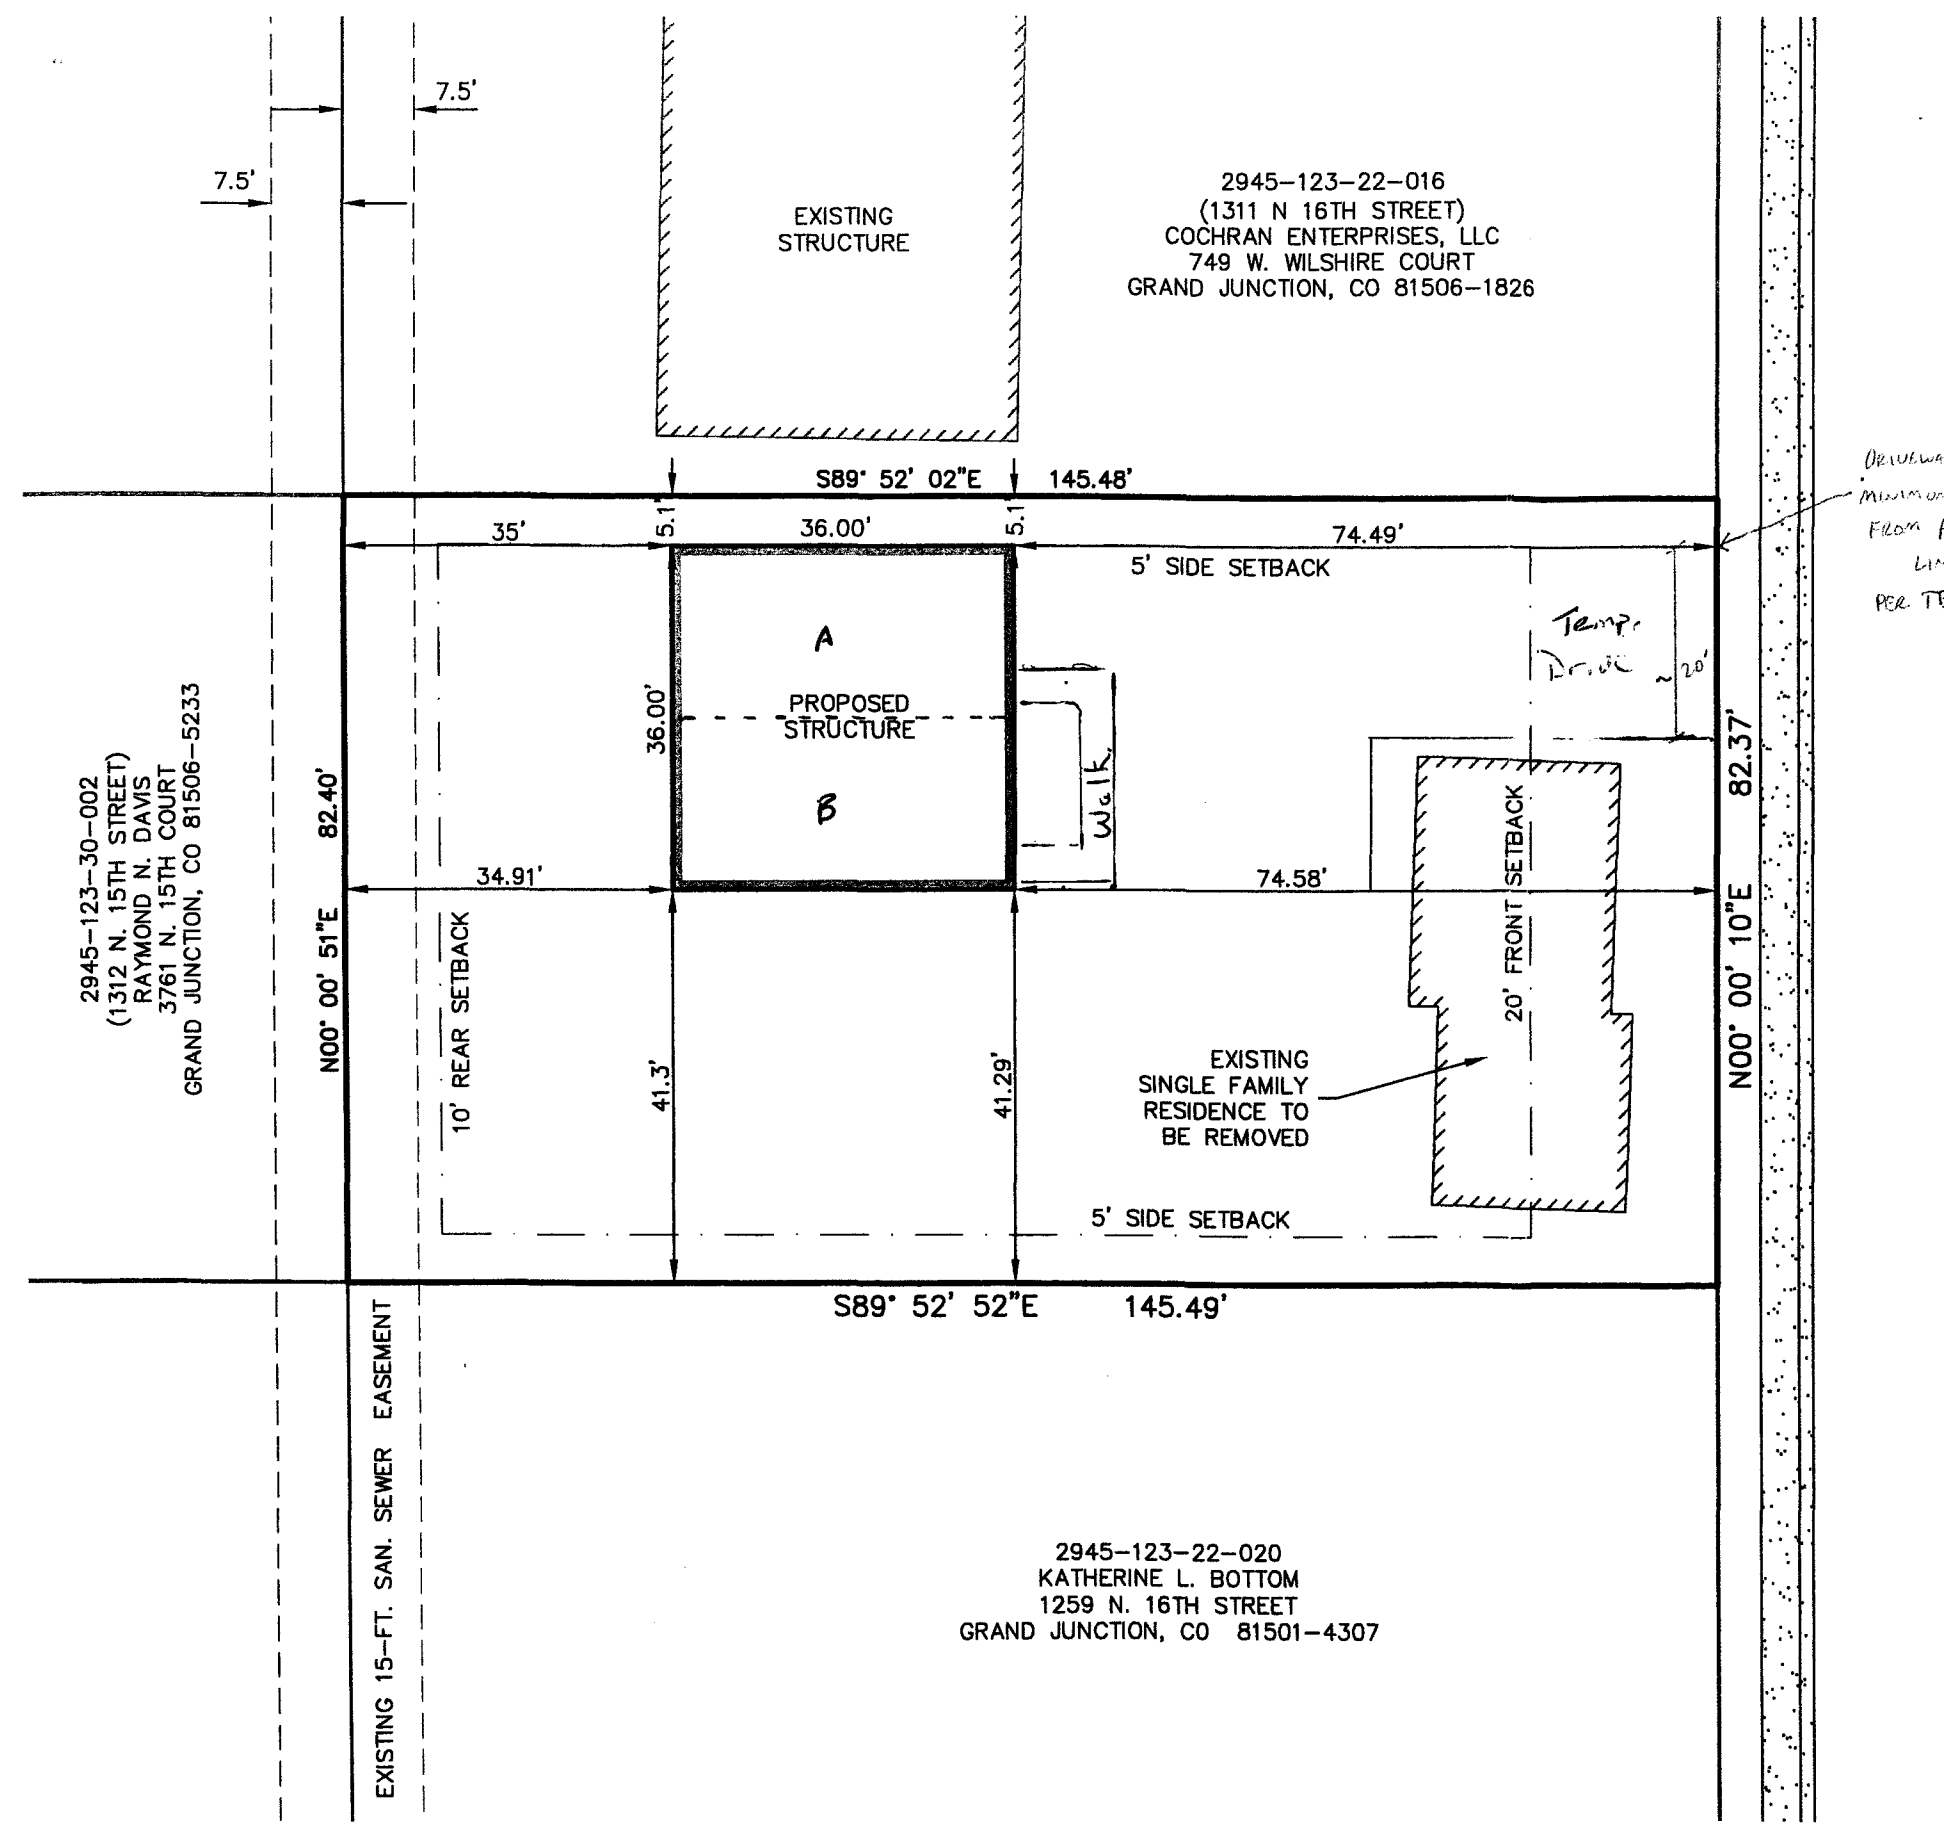 7.5'
7.5'
EXISTING
STRUCTURE
2945-123-22-016
(1311 N 16TH STREET)
COCHRAN ENTERPRISES, LLC
749 W. WILSHIRE COURT
GRAND JUNCTION, CO 81506-1826
S89° 52' 02"E 145.48'
35'
5.1
36.00'
5.1
74.49'
5' SIDE SETBACK
FROM
PER
A
PROPOSED
STRUCTURE
B
36.00'
Walk
Temp.
Drive
~20'
82.37'
N00° 00' 10"E
2945-123-30-002
(1312 N. 15TH STREET)
RAYMOND N. DAVIS
3761 N. 15TH COURT
GRAND JUNCTION, CO 81506-5233
N00° 00' 51"E 82.40'
34.91'
74.58'
10' REAR SETBACK
20' FRONT SETBACK
41.3'
41.29'
EXISTING
SINGLE FAMILY
RESIDENCE TO
BE REMOVED
5' SIDE SETBACK
S89° 52' 52"E 145.49'
EXISTING 15-FT. SAN. SEWER EASEMENT
2945-123-22-020
KATHERINE L. BOTTOM
1259 N. 16TH STREET
GRAND JUNCTION, CO 81501-4307